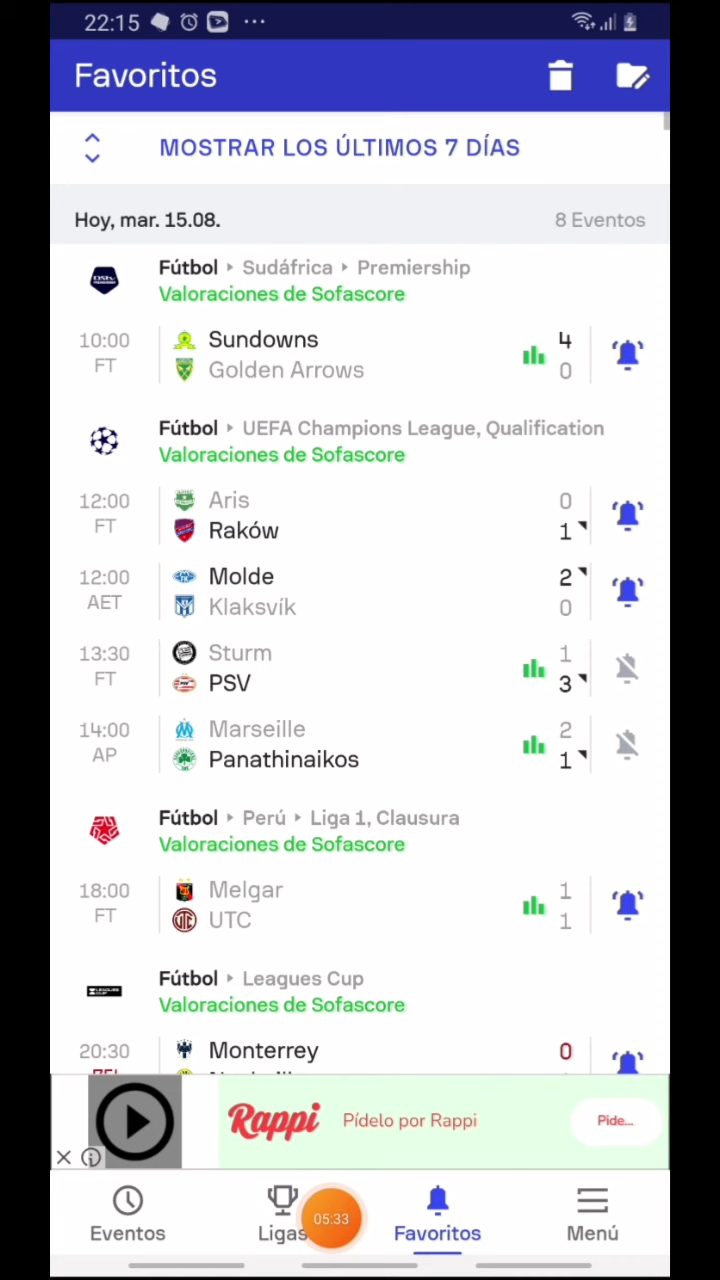 22:15
Favoritos
MOSTRAR LOS ÚLTIMOS 7 DÍAS
Hoy, mar. 15.08. 8 Eventos
Fútbol Sudáfrica Premiership
Valoraciones de Sofascore
10:00 Sundowns 4
FT Golden Arrows 0
Fútbol UEFA Champions League, Qualification
Valoraciones de Sofascore
12:00 Aris 0
FT Raków 1
12:00 Molde 2
AET Klaksvík 0
13:30 Sturm 1
FT PSV 3
14:00 Marseille 2
AP Panathinaikos 1
Fútbol Perú Liga 1, Clausura
Valoraciones de Sofascore
18:00 Melgar 1
FT UTC 1
Fútbol Leagues Cup
Valoraciones de Sofascore
20:30 Monterrey 0
Rappi Pídelo por Rappi Pide...
05:33
Eventos Ligas Favoritos Menú